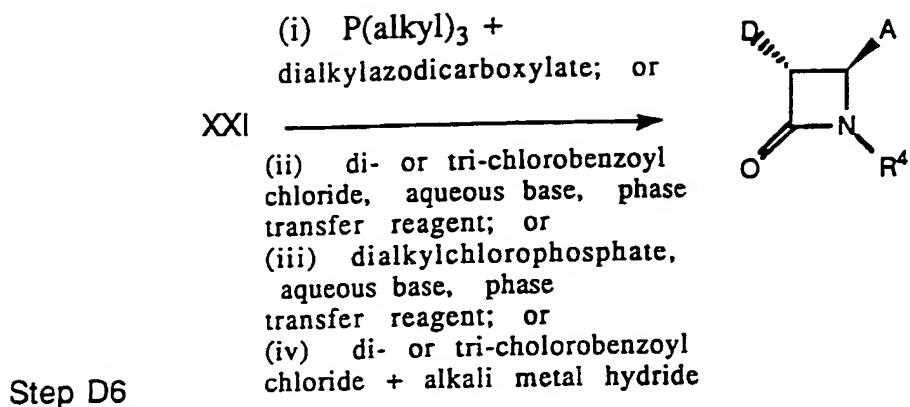 (i) P(alkyl)3 +
dialkylazodicarboxylate; or
XXI
(ii) di- or tri-chlorobenzoyl
chloride, aqueous base, phase
transfer reagent; or
(iii) dialkylchlorophosphate,
aqueous base, phase
transfer reagent; or
(iv) di- or tri-cholorobenzoyl
chloride + alkali metal hydride
Step D6
D A
O N
R4